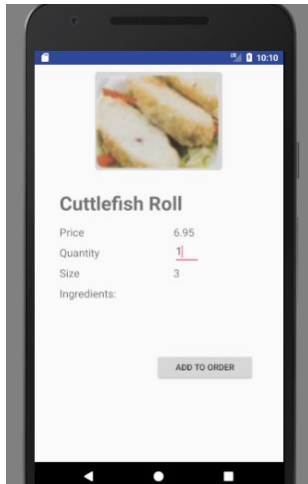 10:10
Cuttlefish Roll
Price 6.95
Quantity 1
Size 3
Ingredients:
ADD TO ORDER